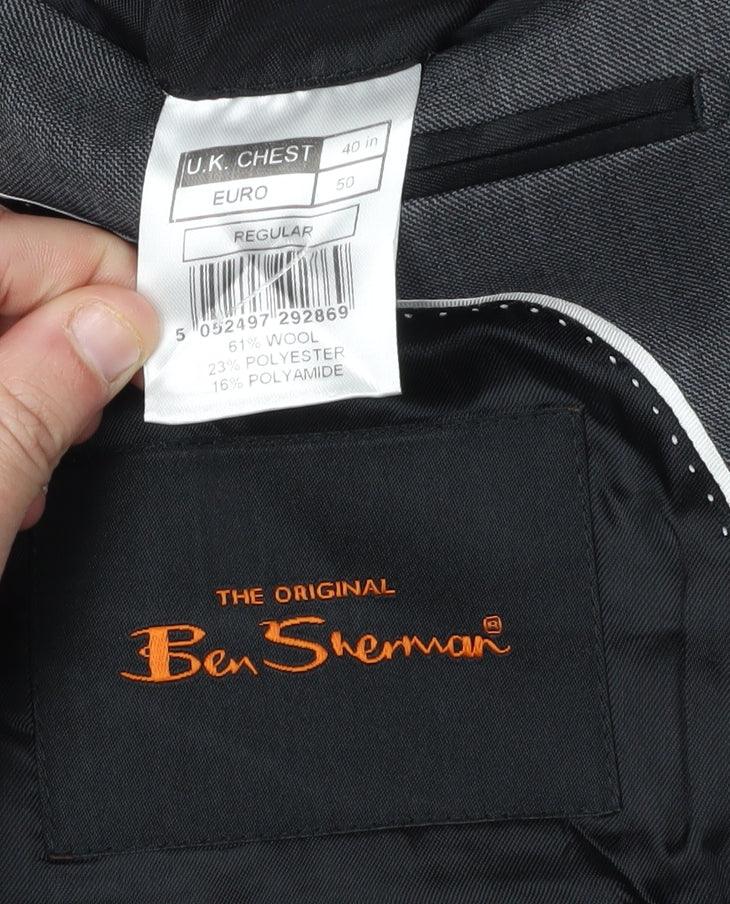 U.K. CHEST 40 in
EURO 50
REGULAR
5 052497 292869
61% WOOL
23% POLYESTER
16% POLYAMIDE
THE ORIGINAL
Ben Sherman®